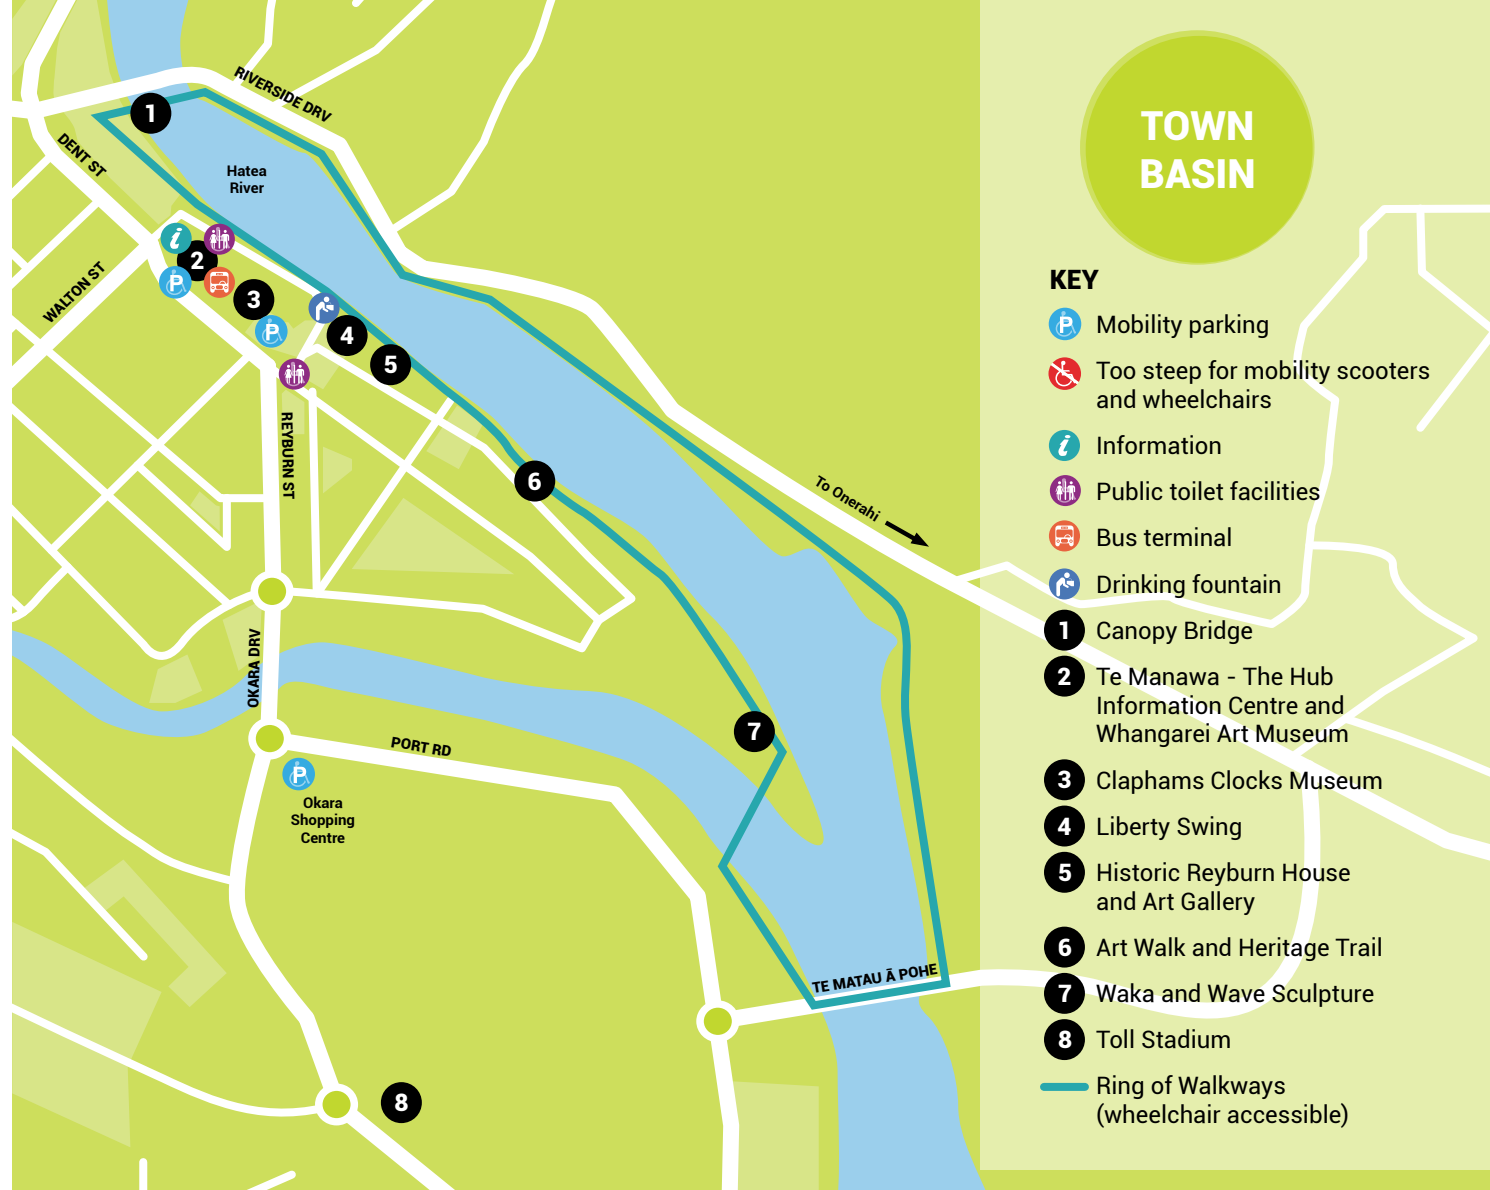 TOWN
BASIN
KEY
P Mobility parking
Too steep for mobility scooters
and wheelchairs
i Information
Public toilet facilities
Bus terminal
Drinking fountain
1 Canopy Bridge
2 Te Manawa - The Hub
Information Centre and
Whangarei Art Museum
3 Claphams Clocks Museum
4 Liberty Swing
5 Historic Reyburn House
and Art Gallery
6 Art Walk and Heritage Trail
7 Waka and Wave Sculpture
8 Toll Stadium
Ring of Walkways
(wheelchair accessible)
RIVERSIDE DRV
1
DENT ST
Hatea
River
WALTON ST
i
2
P
3
P
4
5
REYBURN ST
6
To Onerahi
OKARA DRV
7
PORT RD
P
Okara
Shopping
Centre
TE MATAU Ā POHE
8